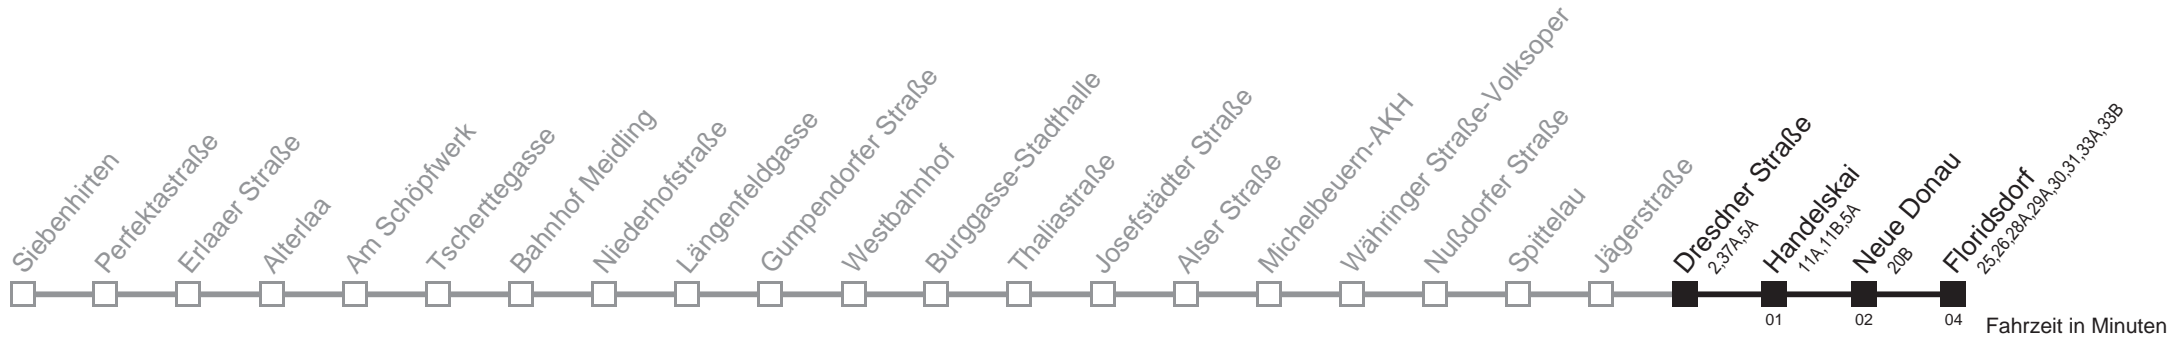 Siebenhirten
Perfektastraße
Erlaaer Straße
Alterlaa
Am Schöpfwerk
Tscherttegasse
Bahnhof Meidling
Niederhofstraße
Längenfeldgasse
Gumpendorfer Straße
Westbahnhof
Burggasse-Stadthalle
Thaliastraße
Josefstädter Straße
Alser Straße
Michelbeuern-AKH
Währinger Straße-Volksoper
Nußdorfer Straße
Spittelau
Jägerstraße
Dresdner Straße
2,37A,5A
Handelskai
11A,11B,5A
Neue Donau
20B
Floridsdorf
25,26,28A,29A,30,31,33A,33B
01
02
04
Fahrzeit in Minuten